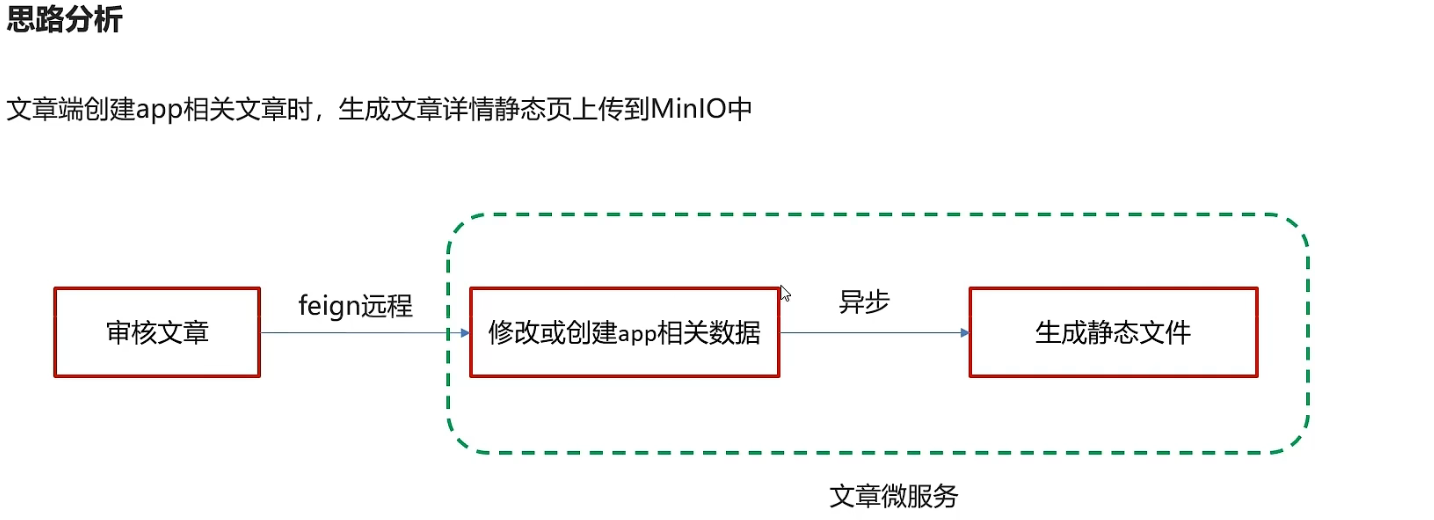 思路分析
文章端创建app相关文章时，生成文章详情静态页上传到MinIO中
feign远程
异步
审核文章
修改或创建app相关数据
生成静态文件
文章微服务